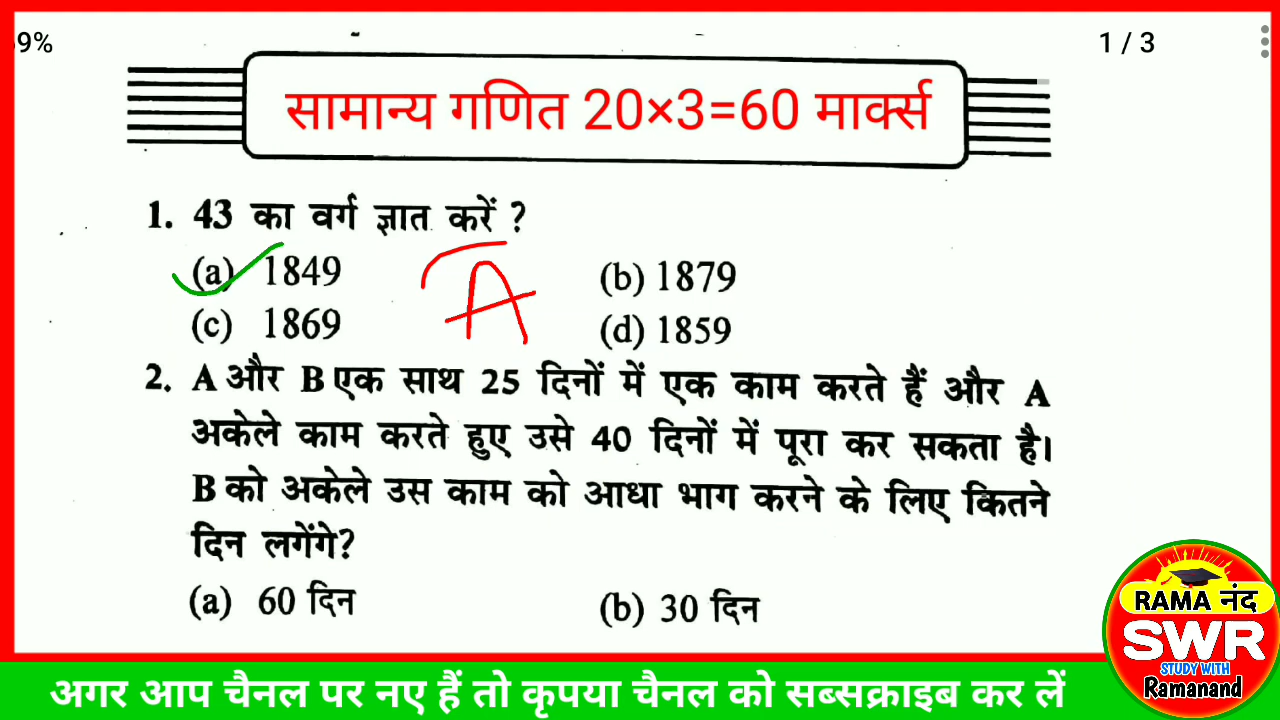 9%
1 / 3
सामान्य गणित 20×3=60 मार्क्स
1. 43 का वर्ग ज्ञात करें ?
(a) 1849
A
(b) 1879
(c) 1869
(d) 1859
2. A और B एक साथ 25 दिनों में एक काम करते हैं और A
अकेले काम करते हुए उसे 40 दिनों में पूरा कर सकता है।
B को अकेले उस काम को आधा भाग करने के लिए कितने
दिन लगेंगे?
(a) 60 दिन
(b) 30 दिन
RAMA नंद
SWR
STUDY WITH
Ramanand
अगर आप चैनल पर नए हैं तो कृपया चैनल को सब्सक्राइब कर लें